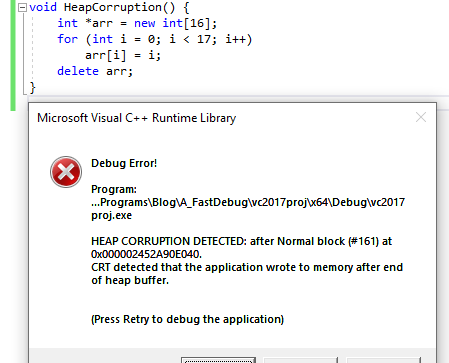 void HeapCorruption() {
int *arr = new int[16];
for (int i = 0; i < 17; i++)
arr[i] = i;
delete arr;
}
Microsoft Visual C++ Runtime Library
Debug Error!
Program:
...Programs\Blog\A_FastDebug\vc2017proj\x64\Debug\vc2017
proj.exe
HEAP CORRUPTION DETECTED: after Normal block (#161) at
0x000002452A90E040.
CRT detected that the application wrote to memory after end
of heap buffer.
(Press Retry to debug the application)